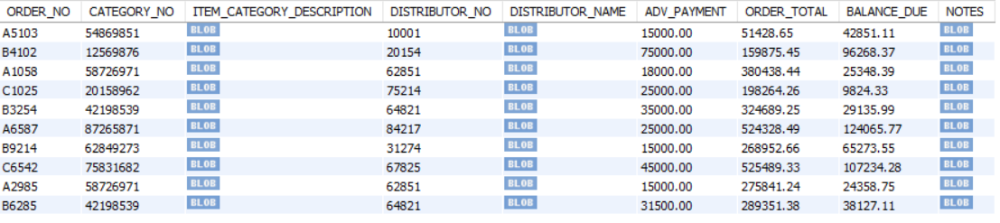 ORDER_NO CATEGORY_NO ITEM_CATEGORY_DESCRIPTION DISTRIBUTOR_NO DISTRIBUTOR_NAME ADV_PAYMENT ORDER_TOTAL BALANCE_DUE NOTES
A5103 54869851 BLOB 10001 BLOB 15000.00 51428.65 42851.11 BLOB
B4102 12569876 BLOB 20154 BLOB 75000.00 159875.45 96268.37 BLOB
A1058 58726971 BLOB 62851 BLOB 18000.00 380438.44 25348.39 BLOB
C1025 20158962 BLOB 75214 BLOB 25000.00 198264.26 9824.33 BLOB
B3254 42198539 BLOB 64821 BLOB 35000.00 324689.25 29135.99 BLOB
A6587 87265871 BLOB 84217 BLOB 25000.00 524328.49 124065.77 BLOB
B9214 62849273 BLOB 31274 BLOB 15000.00 268952.66 65273.55 BLOB
C6542 75831682 BLOB 67825 BLOB 45000.00 525489.33 107234.28 BLOB
A2985 58726971 BLOB 62851 BLOB 15000.00 275841.24 24358.75 BLOB
B6285 42198539 BLOB 64821 BLOB 31500.00 289351.38 38127.11 BLOB